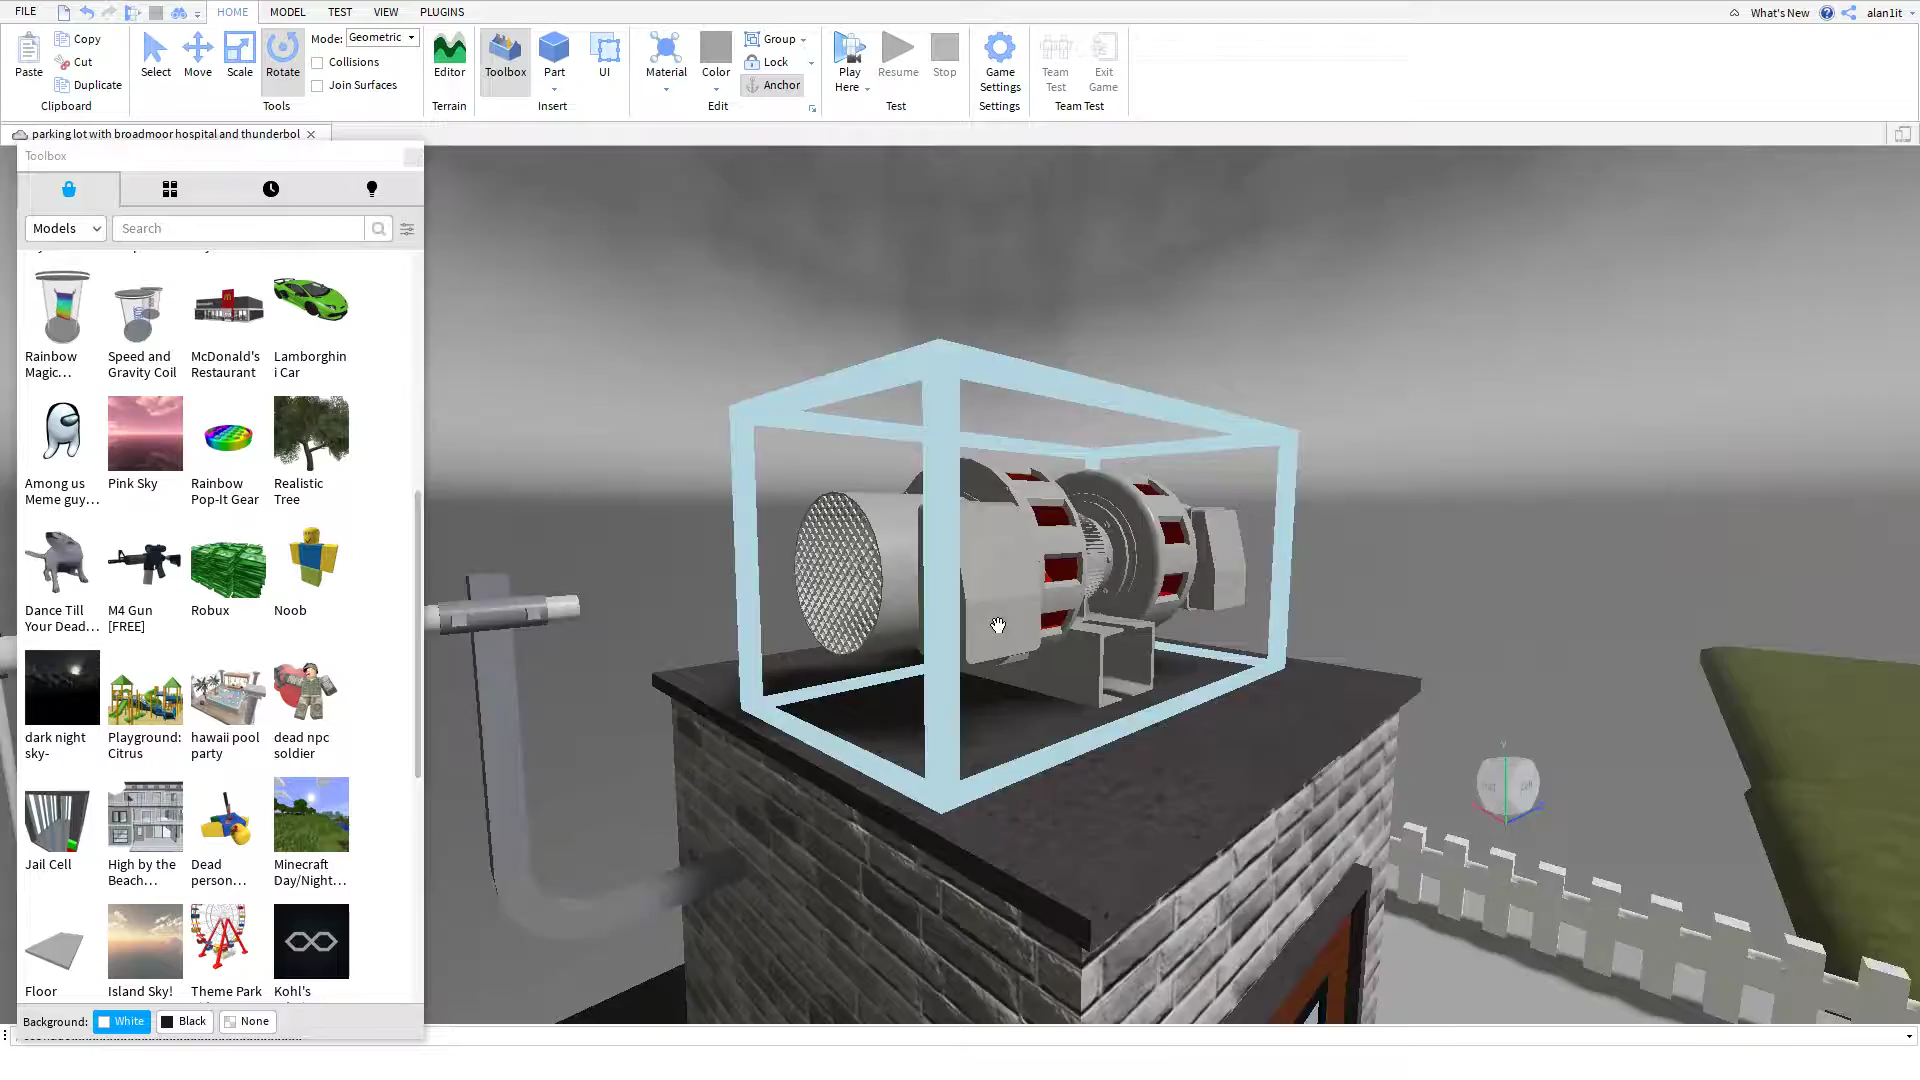 FILE
HOME
MODEL
TEST
VIEW
PLUGINS
What's New
alan1it
Paste
Copy
Cut
Duplicate
Clipboard
Select
Move
Scale
Rotate
Mode: Geometric
Collisions
Join Surfaces
Tools
Editor
Terrain
Toolbox
Part
UI
Insert
Material
Color
Group
Lock
Anchor
Edit
Play
Here
Resume
Stop
Test
Game
Settings
Settings
Team
Test
Exit
Game
Team Test
parking lot with broadmoor hospital and thunderbol
Toolbox
Models
Search
Rainbow
Magic...
Speed and
Gravity Coil
McDonald's
Restaurant
Lamborghin
i Car
Among us
Meme guy...
Pink Sky
Rainbow
Pop-It Gear
Realistic
Tree
Dance Till
Your Dead...
M4 Gun
[FREE]
Robux
Noob
dark night
sky-
Playground:
Citrus
hawaii pool
party
dead npc
soldier
Jail Cell
High by the
Beach...
Dead
person...
Minecraft
Day/Night...
Floor
Island Sky!
Theme Park
Kohl's
Background:
White
Black
None